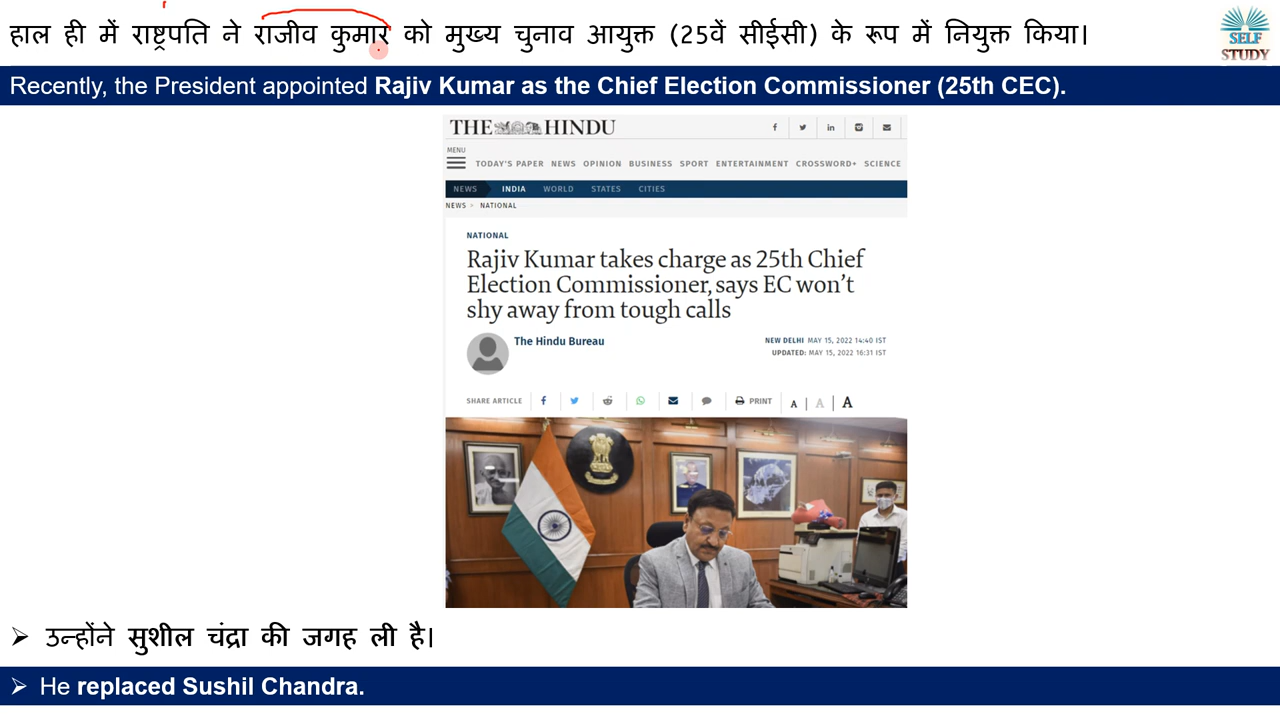 हाल ही में राष्ट्रपति ने राजीव कुमार को मुख्य चुनाव आयुक्त (25वें सीईसी) के रूप में नियुक्त किया।
SELF
STUDY
Recently, the President appointed Rajiv Kumar as the Chief Election Commissioner (25th CEC).
THE HINDU
MENU
TODAY'S PAPER NEWS OPINION BUSINESS SPORT ENTERTAINMENT CROSSWORD+ SCIENCE
NEWS INDIA WORLD STATES CITIES
NEWS > NATIONAL
NATIONAL
Rajiv Kumar takes charge as 25th Chief
Election Commissioner, says EC won't
shy away from tough calls
The Hindu Bureau
NEW DELHI MAY 15, 2022 14:40 IST
UPDATED: MAY 15, 2022 16:31 IST
SHARE ARTICLE PRINT A | A | A
➢ उन्होंने सुशील चंद्रा की जगह ली है।
➢ He replaced Sushil Chandra.